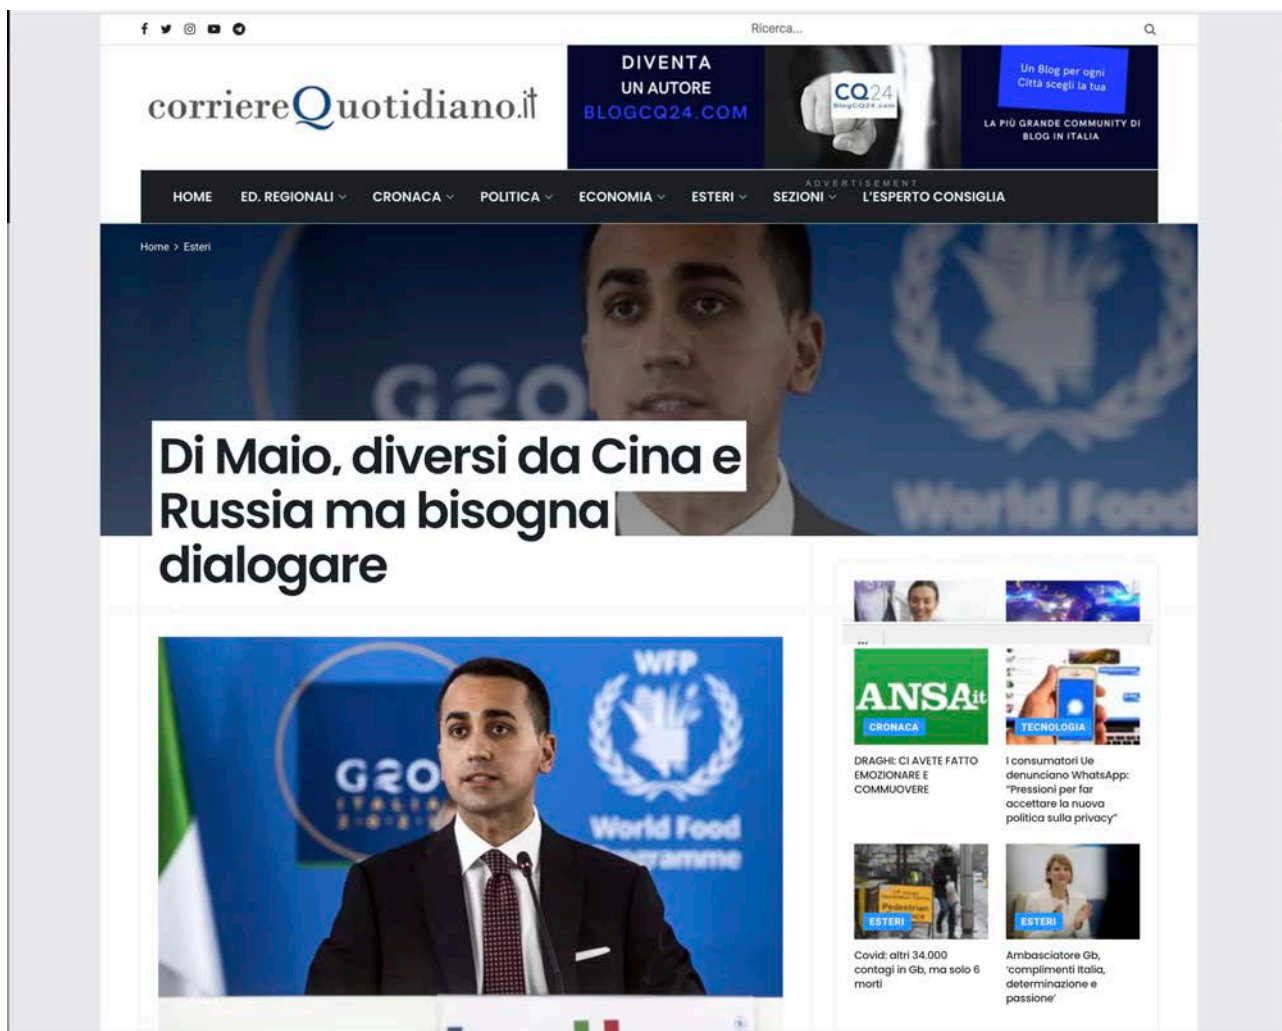 Ricerca...
corriereQuotidiano.it
DIVENTA
UN AUTORE
BLOGCQ24.COM
CQ24
BlogCQ24.com
Un Blog per ogni
Città scegli la tua
LA PIÙ GRANDE COMMUNITY DI
BLOG IN ITALIA
ADVERTISEMENT
HOME ED. REGIONALI CRONACA POLITICA ECONOMIA ESTERI SEZIONI L'ESPERTO CONSIGLIA
Home > Esteri
G20
World Food
Di Maio, diversi da Cina e
Russia ma bisogna
dialogare
WFP
G20
ITALIA
World Food
Programme
...
ANSA.it
CRONACA
TECNOLOGIA
DRAGHI: CI AVETE FATTO
EMOZIONARE E
COMMUOVERE
I consumatori Ue
denunciano WhatsApp:
"Pressioni per far
accettare la nuova
politica sulla privacy"
Pedestrian
ESTERI
ESTERI
Covid: altri 34.000
contagi in Gb, ma solo 6
morti
Ambasciatore Gb,
'complimenti Italia,
determinazione e
passione'